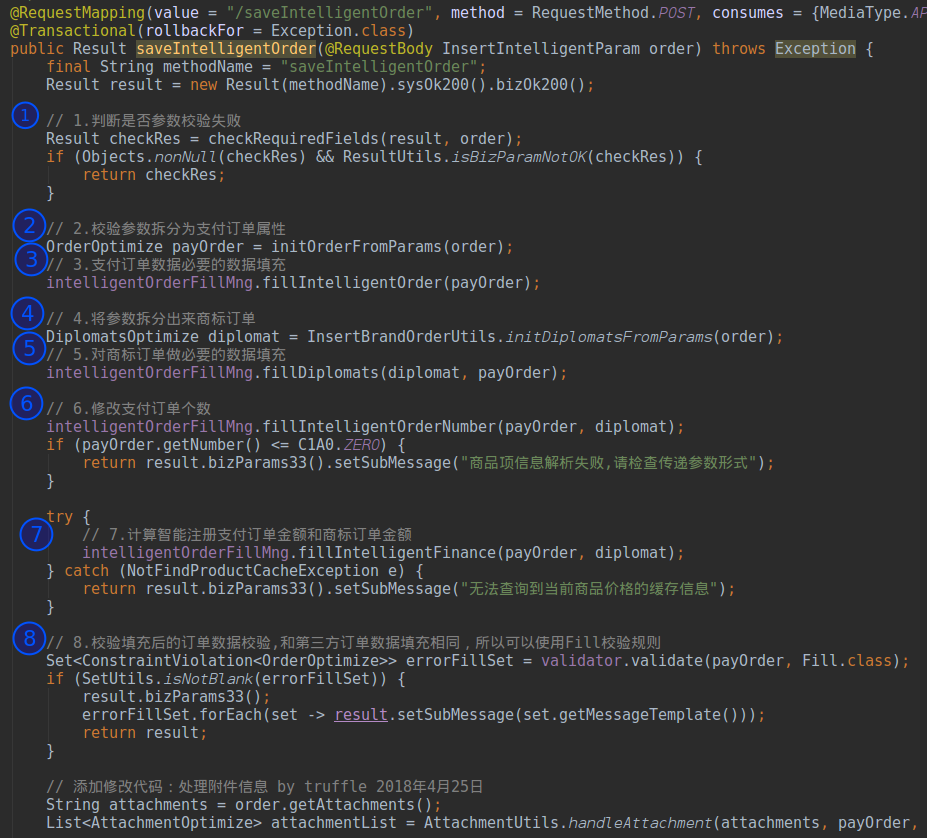 @RequestMapping(value = "/saveIntelligentOrder", method = RequestMethod.POST, consumes = {MediaType.AP
@Transactional(rollbackFor = Exception.class)
public Result saveIntelligentOrder(@RequestBody InsertIntelligentParam order) throws Exception {
    final String methodName = "saveIntelligentOrder";
    Result result = new Result(methodName).sysOk200().bizOk200();

① // 1.判断是否参数校验失败
    Result checkRes = checkRequiredFields(result, order);
    if (Objects.nonNull(checkRes) && ResultUtils.isBizParamNotOK(checkRes)) {
        return checkRes;
    }

② // 2.校验参数拆分为支付订单属性
    OrderOptimize payOrder = initOrderFromParams(order);
③ // 3.支付订单数据必要的数据填充
    intelligentOrderFillMng.fillIntelligentOrder(payOrder);

④ // 4.将参数拆分出来商标订单
    DiplomatsOptimize diplomat = InsertBrandOrderUtils.initDiplomatsFromParams(order);
⑤ // 5.对商标订单做必要的数据填充
    intelligentOrderFillMng.fillDiplomats(diplomat, payOrder);

⑥ // 6.修改支付订单个数
    intelligentOrderFillMng.fillIntelligentOrderNumber(payOrder, diplomat);
    if (payOrder.getNumber() <= C1A0.ZERO) {
        return result.bizParams33().setSubMessage("商品项信息解析失败,请检查传递参数形式");
    }

    try {
⑦     // 7.计算智能注册支付订单金额和商标订单金额
        intelligentOrderFillMng.fillIntelligentFinance(payOrder, diplomat);
    } catch (NotFindProductCacheException e) {
        return result.bizParams33().setSubMessage("无法查询到当前商品价格的缓存信息");
    }

⑧ // 8.校验填充后的订单数据校验,和第三方订单数据填充相同，所以可以使用Fill校验规则
    Set<ConstraintViolation<OrderOptimize>> errorFillSet = validator.validate(payOrder, Fill.class);
    if (SetUtils.isNotBlank(errorFillSet)) {
        result.bizParams33();
        errorFillSet.forEach(set -> result.setSubMessage(set.getMessageTemplate()));
        return result;
    }

    // 添加修改代码：处理附件信息 by truffle 2018年4月25日
    String attachments = order.getAttachments();
    List<AttachmentOptimize> attachmentList = AttachmentUtils.handleAttachment(attachments, payOrder,